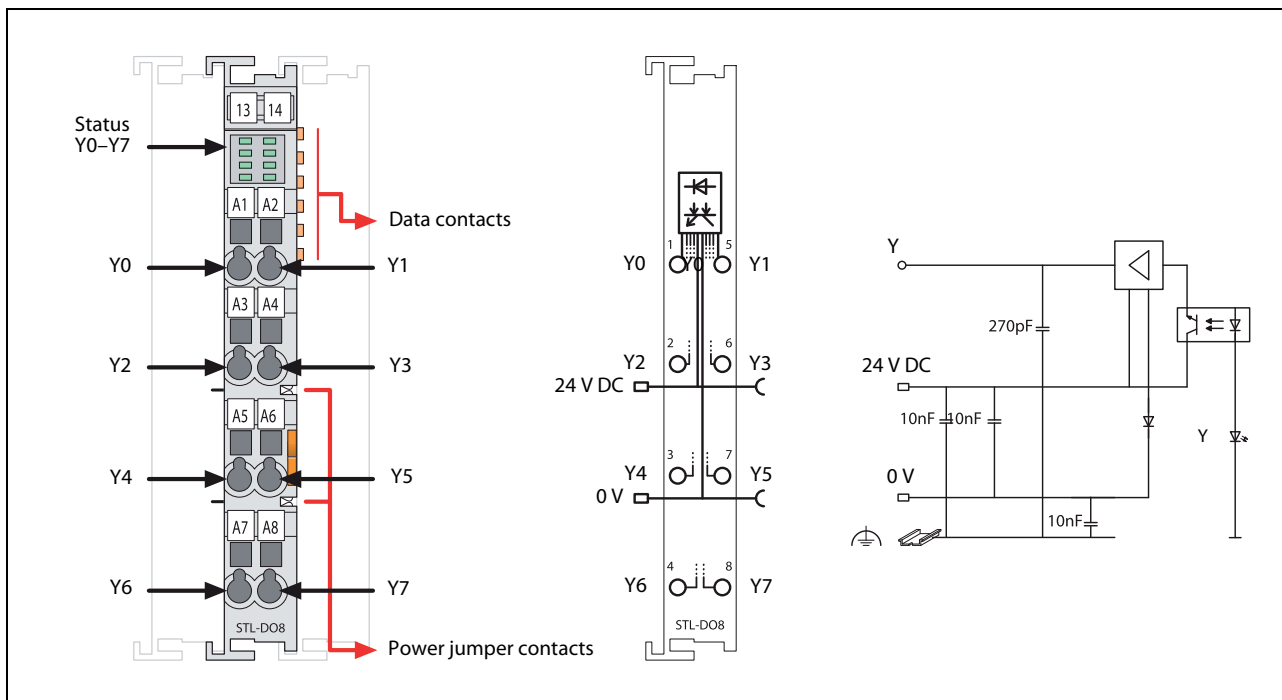 13 14
Status
Y0–Y7
A1 A2
Data contacts
Y0 Y1
A3 A4
Y2 Y3
A5 A6
Y4 Y5
A7 A8
Y6 Y7
STL-DO8
Power jumper contacts
1 5
Y0 Y0 Y1
2 6
Y2 Y3
24 V DC
3 7
Y4 Y5
0 V
4 8
Y6 Y7
STL-DO8
Y
270pF
24 V DC
10nF 10nF
Y
0 V
10nF